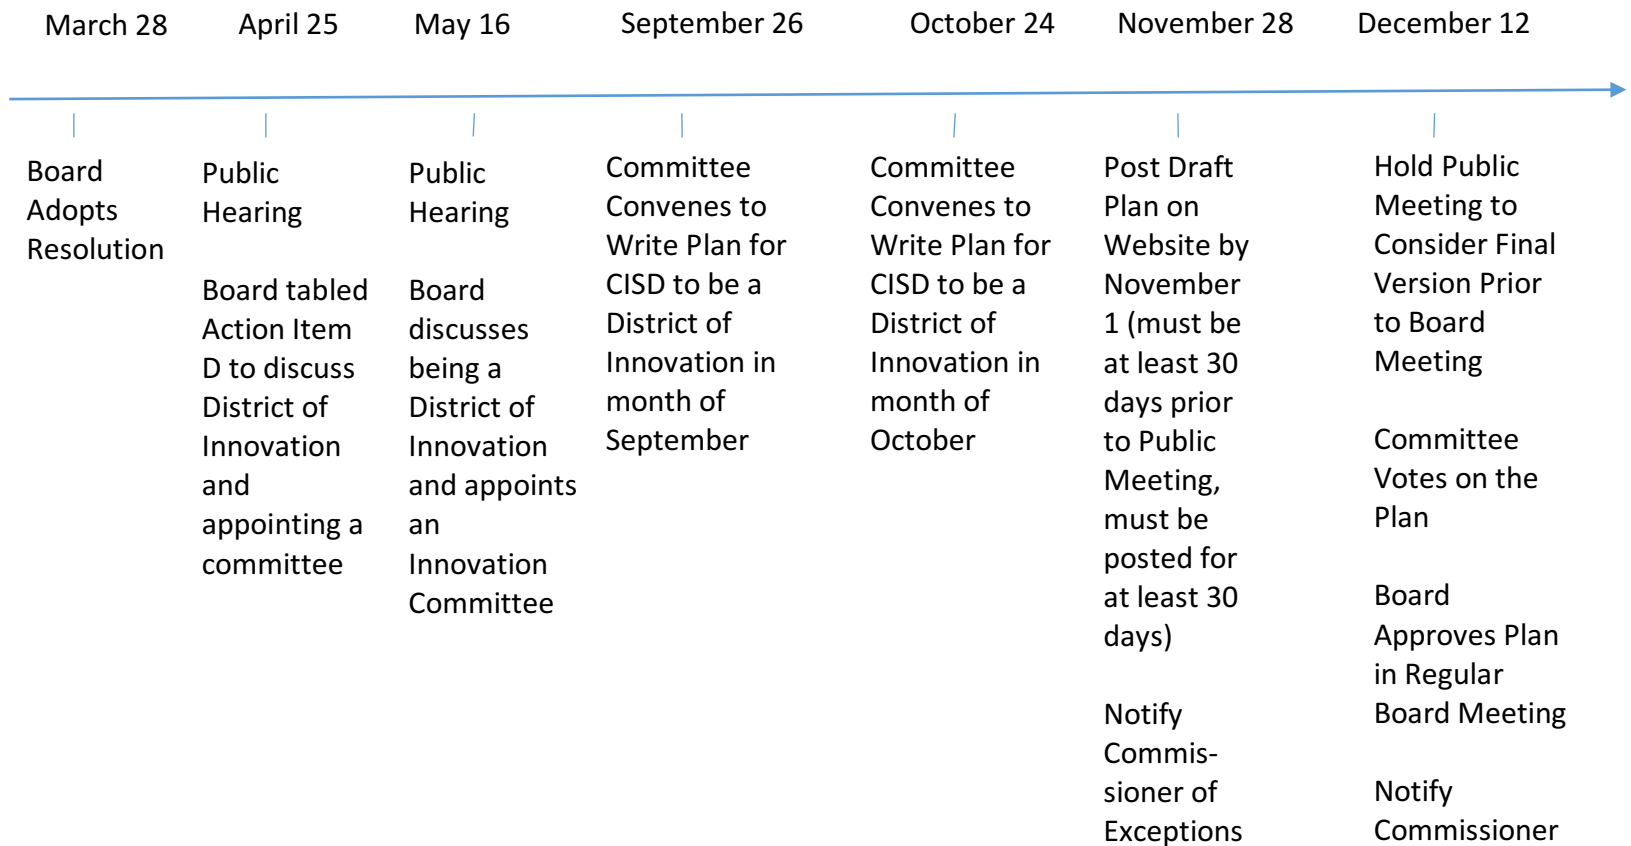 March 28
April 25
May 16
September 26
October 24
November 28
December 12
Board
Adopts
Resolution
Public
Hearing
Board tabled
Action Item
D to discuss
District of
Innovation
and
appointing a
committee
Public
Hearing
Board
discusses
being a
District of
Innovation
and appoints
an
Innovation
Committee
Committee
Convenes to
Write Plan for
CISD to be a
District of
Innovation in
month of
September
Committee
Convenes to
Write Plan for
CISD to be a
District of
Innovation in
month of
October
Post Draft
Plan on
Website by
November
1 (must be
at least 30
days prior
to Public
Meeting,
must be
posted for
at least 30
days)
Notify
Commis-
sioner of
Exceptions
Hold Public
Meeting to
Consider Final
Version Prior
to Board
Meeting
Committee
Votes on the
Plan
Board
Approves Plan
in Regular
Board Meeting
Notify
Commissioner